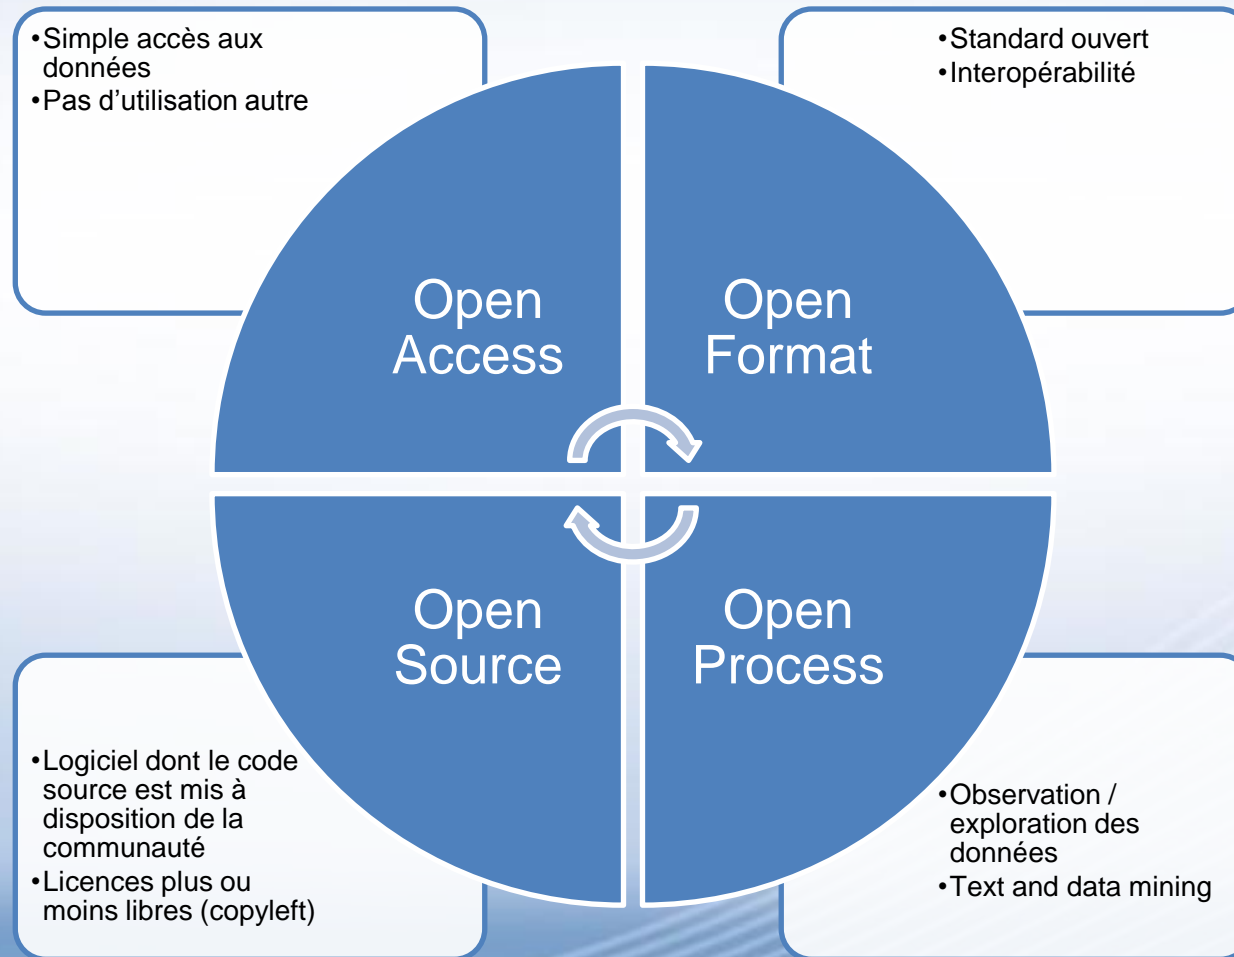 •Simple accès aux
données
•Pas d'utilisation autre
•Standard ouvert
•Interopérabilité
Open
Access
Open
Format
Open
Source
Open
Process
•Logiciel dont le code
source est mis à
disposition de la
communauté
•Licences plus ou
moins libres (copyleft)
•Observation /
exploration des
données
•Text and data mining